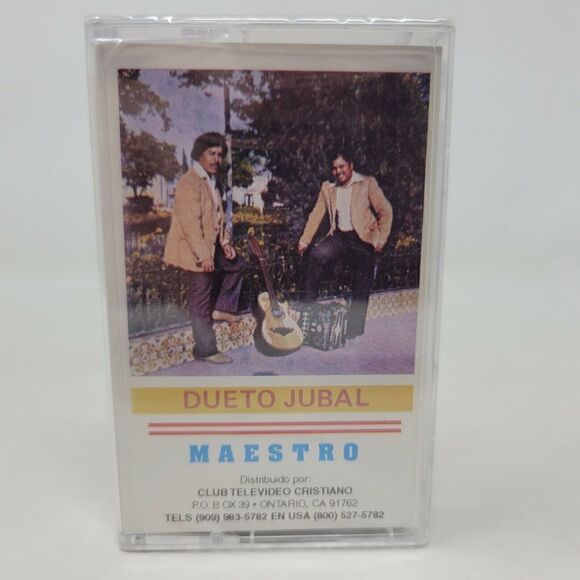 DUETO JUBAL
MAESTRO
Distribuido por:
CLUB TELEVIDEO CRISTIANO
P.O. B OX 39 • ONTARIO, CA 91762
TELS (909) 983-5782 EN USA (800) 527-5782